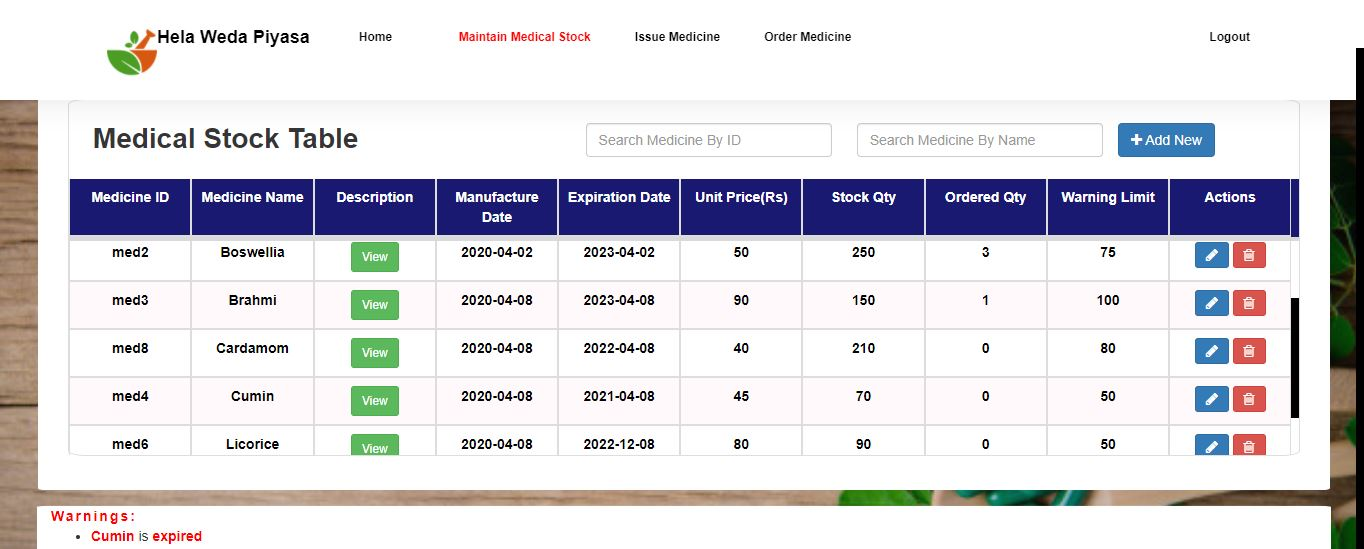 Hela Weda Piyasa Home Maintain Medical Stock Issue Medicine Order Medicine Logout
Medical Stock Table Search Medicine By ID Search Medicine By Name Add New
Medicine ID Medicine Name Description Manufacture Date Expiration Date Unit Price(Rs) Stock Qty Ordered Qty Warning Limit Actions
med2 Boswellia View 2020-04-02 2023-04-02 50 250 3 75
med3 Brahmi View 2020-04-08 2023-04-08 90 150 1 100
med8 Cardamom View 2020-04-08 2022-04-08 40 210 0 80
med4 Cumin View 2020-04-08 2021-04-08 45 70 0 50
med6 Licorice View 2020-04-08 2022-12-08 80 90 0 50
Warnings:
Cumin is expired